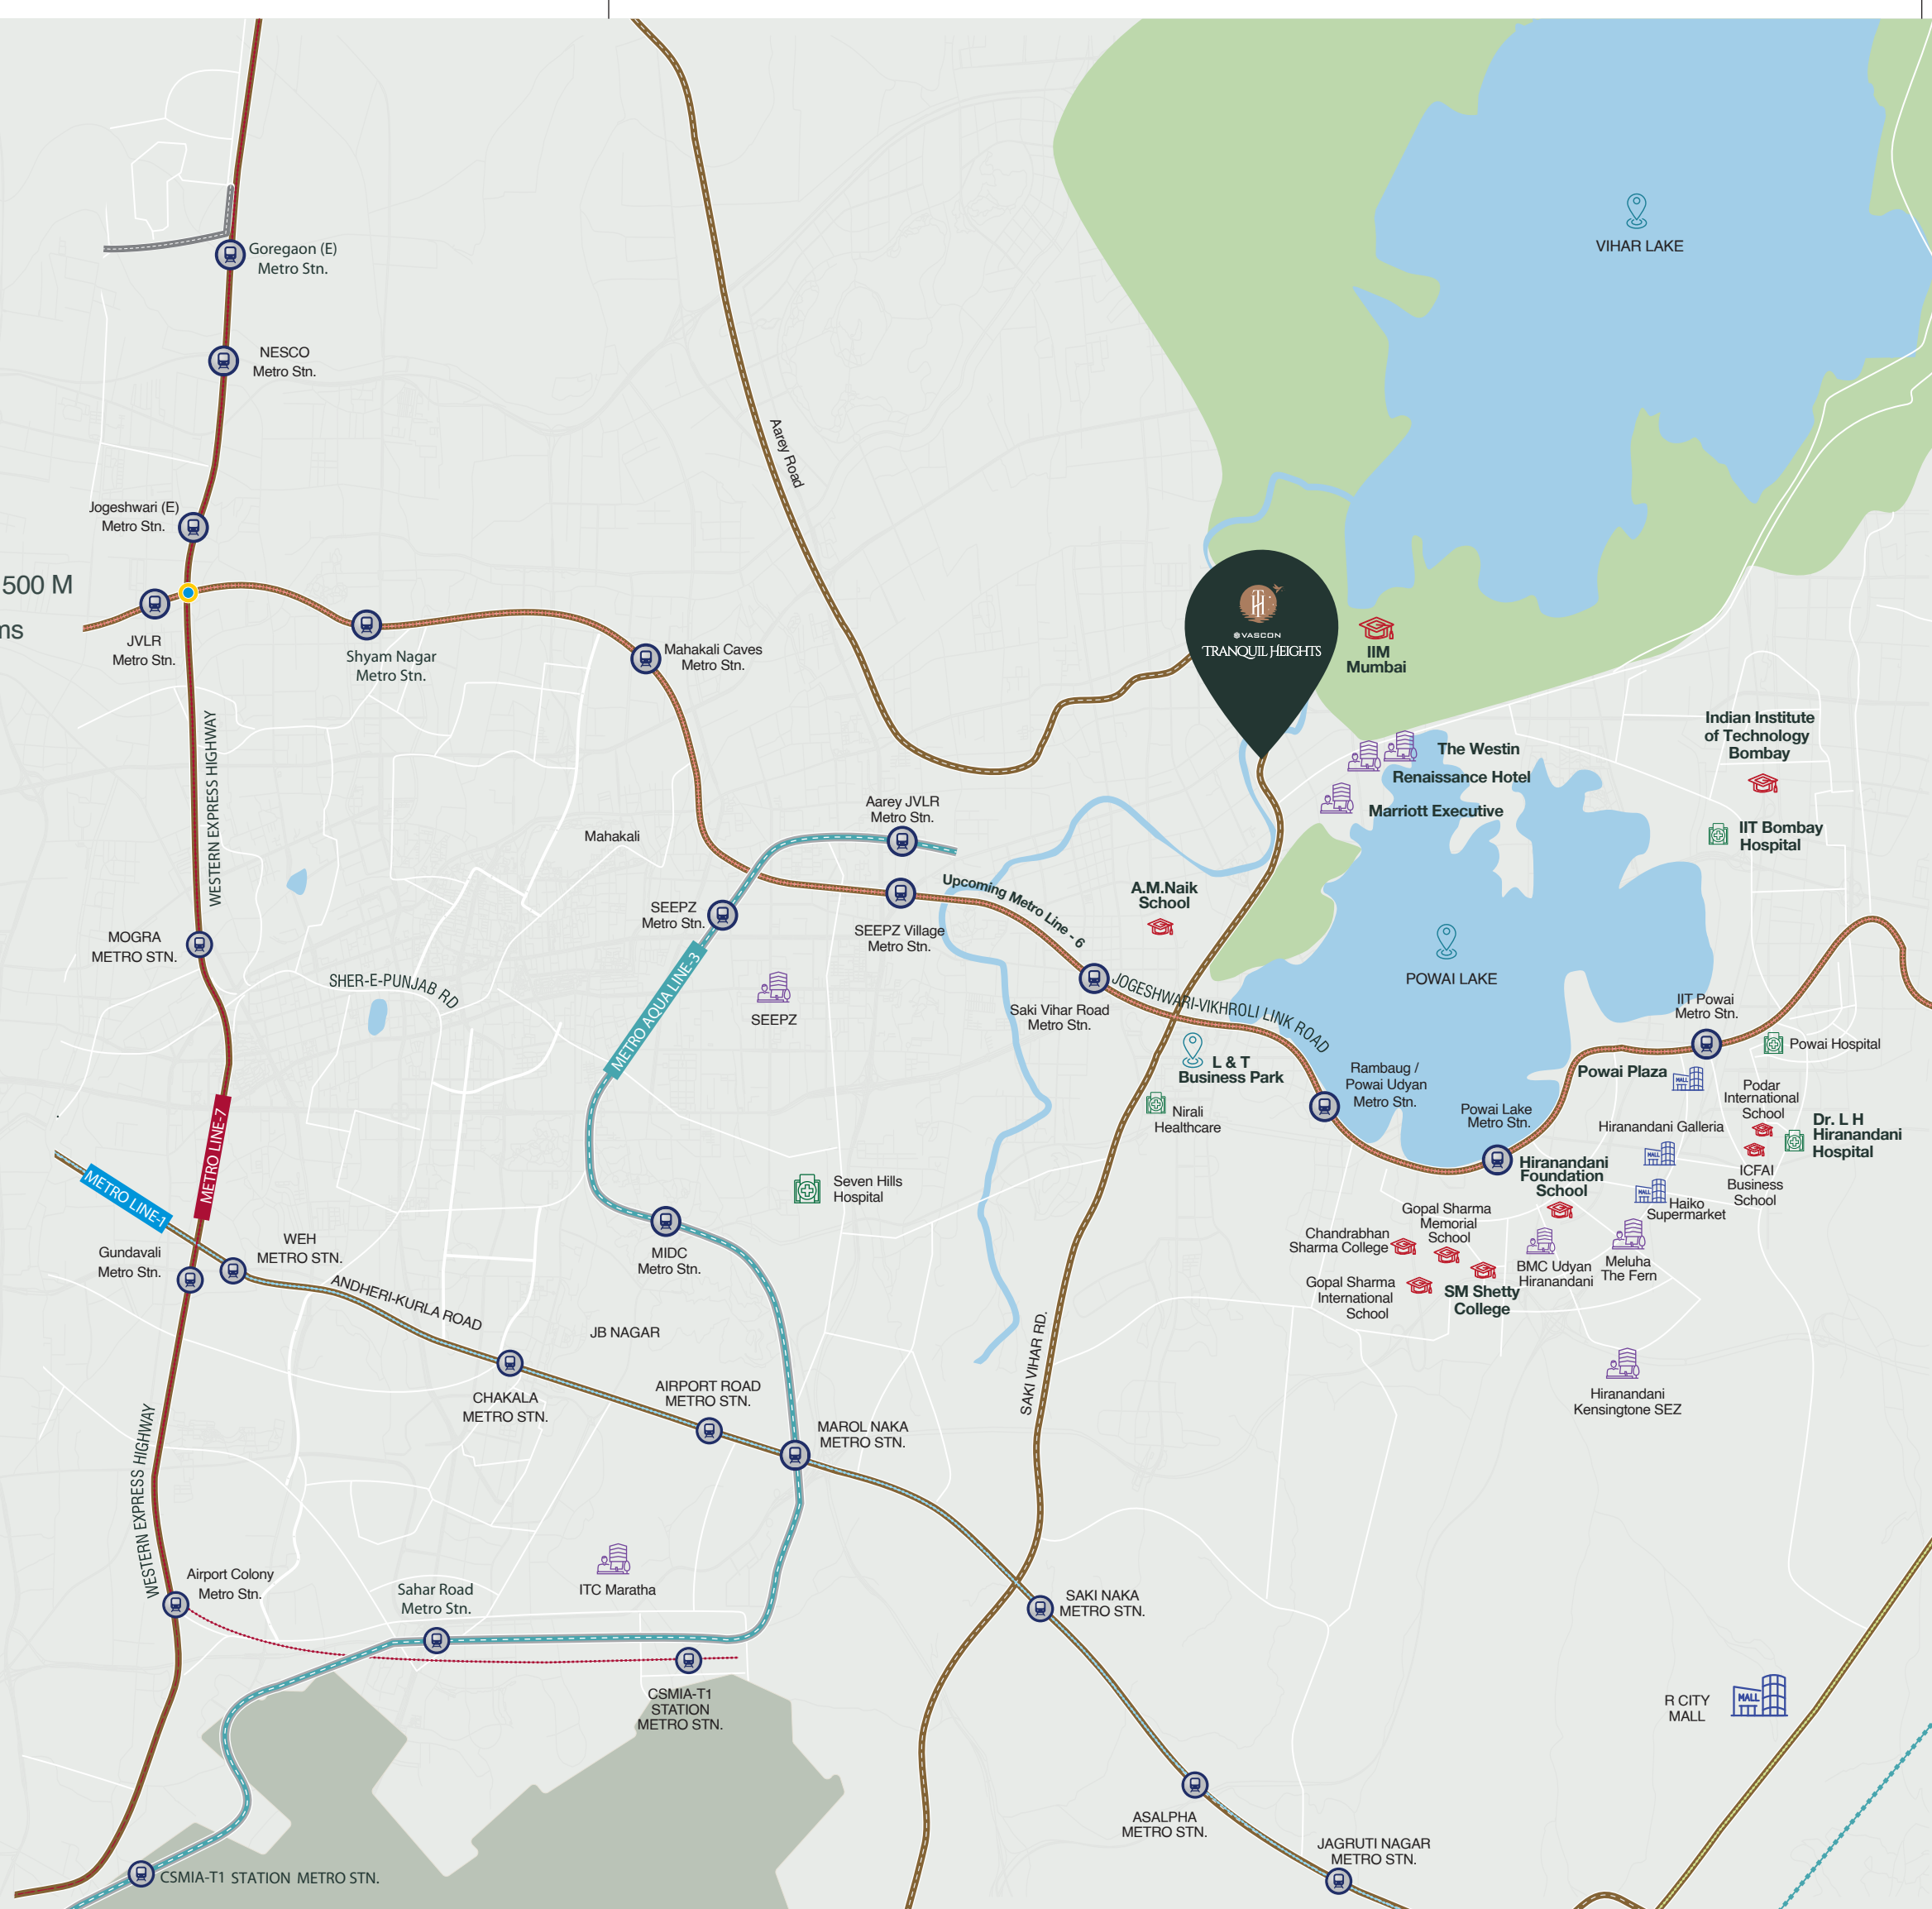 VIHAR LAKE
Goregaon (E)
Metro Stn.
NESCO
Metro Stn.
Aarey Road
Jogeshwari (E)
Metro Stn.
500 M
ms
JVLR
Metro Stn.
Shyam Nagar
Metro Stn.
Mahakali Caves
Metro Stn.
TH
VASCON
TRANQUIL HEIGHTS
IIM
Mumbai
WESTERN EXPRESS HIGHWAY
Indian Institute
of Technology
Bombay
The Westin
Renaissance Hotel
Marriott Executive
IIT Bombay
Hospital
Aarey JVLR
Metro Stn.
Mahakali
Upcoming Metro Line - 6
A.M.Naik
School
SEEPZ
Metro Stn.
SEEPZ Village
Metro Stn.
MOGRA
METRO STN.
SHER-E-PUNJAB RD
METRO AQUA LINE-3
SEEPZ
Saki Vihar Road
Metro Stn.
JOGESHWARI-VIKHROLI LINK ROAD
POWAI LAKE
IIT Powai
Metro Stn.
Powai Hospital
L & T
Business Park
Nirali
Healthcare
Rambaug /
Powai Udyan
Metro Stn.
Powai Plaza
MALL
Powai Lake
Metro Stn.
Podar
International
School
Hiranandani Galleria
MALL
Dr. L H
Hiranandani
Hospital
Hiranandani
Foundation
School
ICFAI
Business
School
MALL
Haiko
Supermarket
METRO LINE-7
METRO LINE-1
Seven Hills
Hospital
Gopal Sharma
Memorial
School
Chandrabhan
Sharma College
Gopal Sharma
International
School
SM Shetty
College
BMC Udyan
Hiranandani
Meluha
The Fern
Gundavali
Metro Stn.
WEH
METRO STN.
MIDC
Metro Stn.
ANDHERI-KURLA ROAD
JB NAGAR
SAKI VIHAR RD.
CHAKALA
METRO STN.
AIRPORT ROAD
METRO STN.
MAROL NAKA
METRO STN.
Hiranandani
Kensingtone SEZ
WESTERN EXPRESS HIGHWAY
Airport Colony
Metro Stn.
Sahar Road
Metro Stn.
ITC Maratha
SAKI NAKA
METRO STN.
CSMIA-T1
STATION
METRO STN.
R CITY
MALL
MALL
ASALPHA
METRO STN.
JAGRUTI NAGAR
METRO STN.
CSMIA-T1 STATION METRO STN.